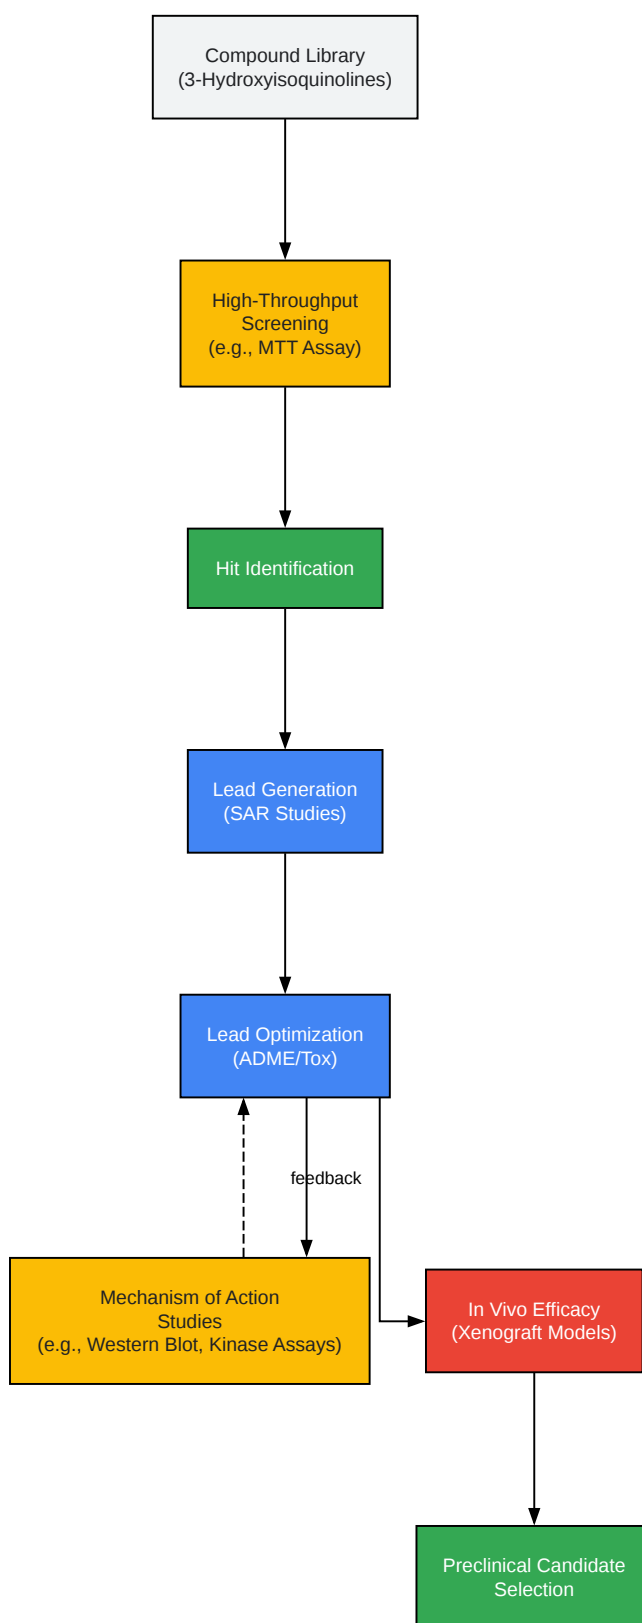 Compound Library
(3-Hydroxyisoquinolines)
High-Throughput
Screening
(e.g., MTT Assay)
Hit Identification
Lead Generation
(SAR Studies)
Lead Optimization
(ADME/Tox)
feedback
Mechanism of Action
Studies
(e.g., Western Blot, Kinase Assays)
In Vivo Efficacy
(Xenograft Models)
Preclinical Candidate
Selection